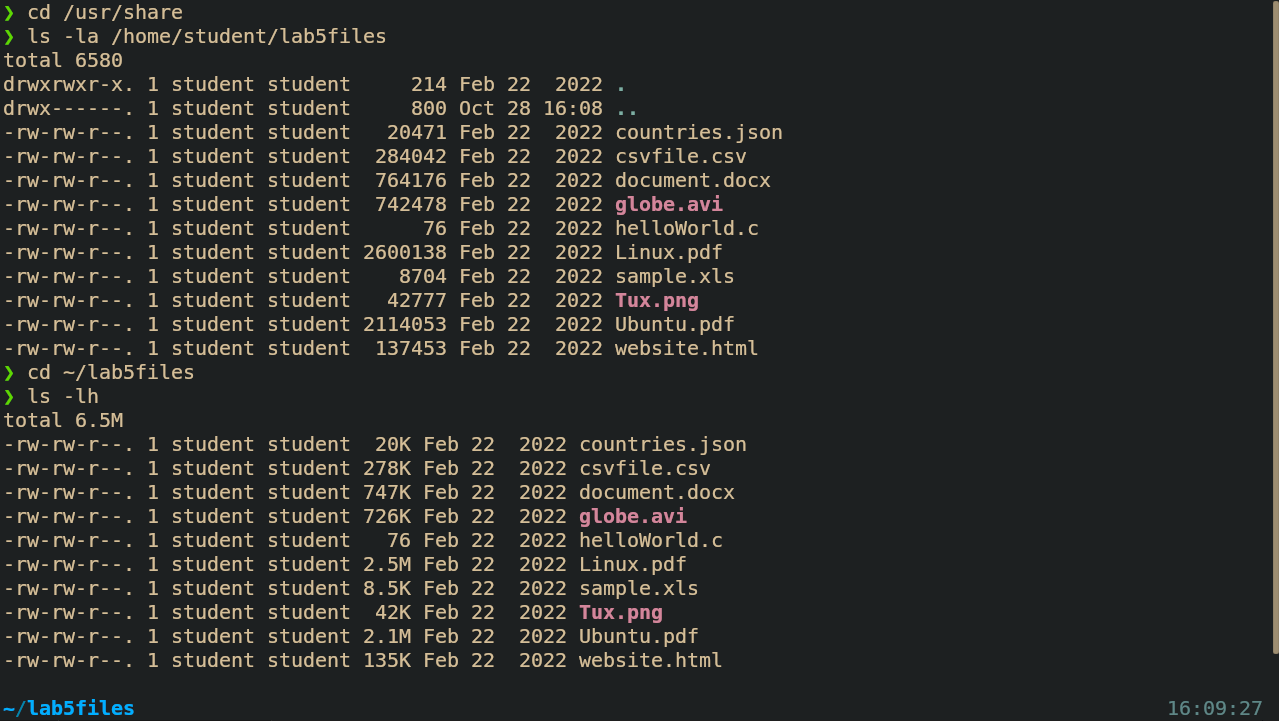 ❯ cd /usr/share
❯ ls -la /home/student/lab5files
total 6580
drwxrwxr-x. 1 student student     214 Feb 22  2022 .
drwx------. 1 student student     800 Oct 28 16:08 ..
-rw-rw-r--. 1 student student   20471 Feb 22  2022 countries.json
-rw-rw-r--. 1 student student  284042 Feb 22  2022 csvfile.csv
-rw-rw-r--. 1 student student  764176 Feb 22  2022 document.docx
-rw-rw-r--. 1 student student  742478 Feb 22  2022 globe.avi
-rw-rw-r--. 1 student student      76 Feb 22  2022 helloWorld.c
-rw-rw-r--. 1 student student 2600138 Feb 22  2022 Linux.pdf
-rw-rw-r--. 1 student student    8704 Feb 22  2022 sample.xls
-rw-rw-r--. 1 student student   42777 Feb 22  2022 Tux.png
-rw-rw-r--. 1 student student 2114053 Feb 22  2022 Ubuntu.pdf
-rw-rw-r--. 1 student student  137453 Feb 22  2022 website.html
❯ cd ~/lab5files
❯ ls -lh
total 6.5M
-rw-rw-r--. 1 student student  20K Feb 22  2022 countries.json
-rw-rw-r--. 1 student student 278K Feb 22  2022 csvfile.csv
-rw-rw-r--. 1 student student 747K Feb 22  2022 document.docx
-rw-rw-r--. 1 student student 726K Feb 22  2022 globe.avi
-rw-rw-r--. 1 student student   76 Feb 22  2022 helloWorld.c
-rw-rw-r--. 1 student student 2.5M Feb 22  2022 Linux.pdf
-rw-rw-r--. 1 student student 8.5K Feb 22  2022 sample.xls
-rw-rw-r--. 1 student student  42K Feb 22  2022 Tux.png
-rw-rw-r--. 1 student student 2.1M Feb 22  2022 Ubuntu.pdf
-rw-rw-r--. 1 student student 135K Feb 22  2022 website.html
~/lab5files 16:09:27